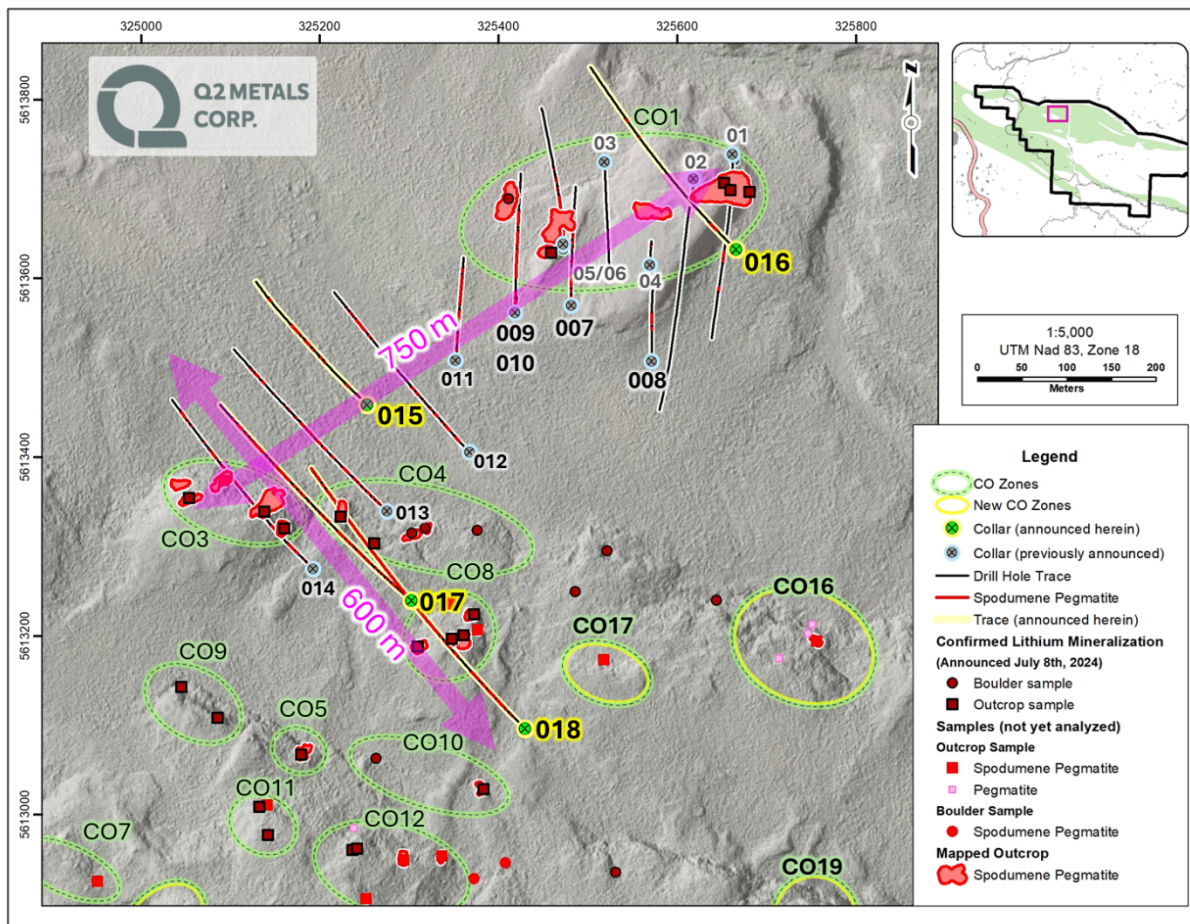 325000
325200
325400
325600
325800
5613800
5613600
5613400
5613200
5613000
Q2 METALS
CORP.
CO1
01
02
03
04
05/06
016
009
010
007
008
011
750 m
015
012
013
CO4
CO3
CO8
014
017
600 m
018
CO16
CO17
CO9
CO5
CO10
CO11
CO12
CO7
CO19
z
1:5,000
UTM Nad 83, Zone 18
0 50 100 150 200
Meters
Legend
CO Zones
New CO Zones
Collar (announced herein)
Collar (previously announced)
Drill Hole Trace
Spodumene Pegmatite
Trace (announced herein)
Confirmed Lithium Mineralization
(Announced July 8th, 2024)
Boulder sample
Outcrop sample
Samples (not yet analyzed)
Outcrop Sample
Spodumene Pegmatite
Pegmatite
Boulder Sample
Spodumene Pegmatite
Mapped Outcrop
Spodumene Pegmatite